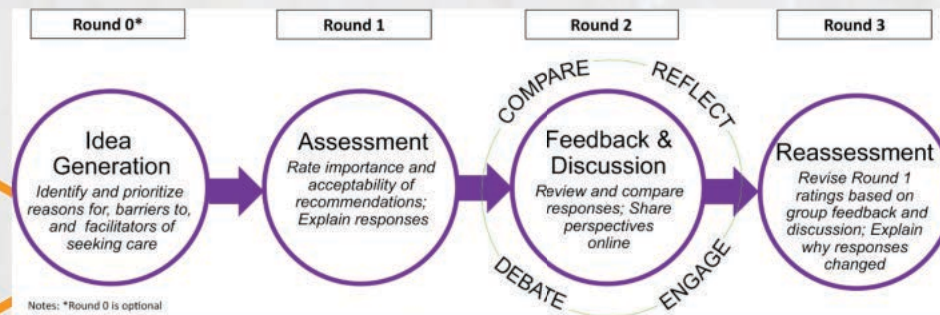 Round 0*
Round 1
Round 2
Round 3
Idea
Generation
Identify and prioritize
reasons for, barriers to,
and facilitators of
seeking care
Assessment
Rate importance and
acceptability of
recommendations;
Explain responses
COMPARE
REFLECT
Feedback &
Discussion
Review and compare
responses; Share
perspectives
online
DEBATE
ENGAGE
Reassessment
Revise Round 1
ratings based on
group feedback and
discussion; Explain
why responses
changed
Notes: *Round 0 is optional